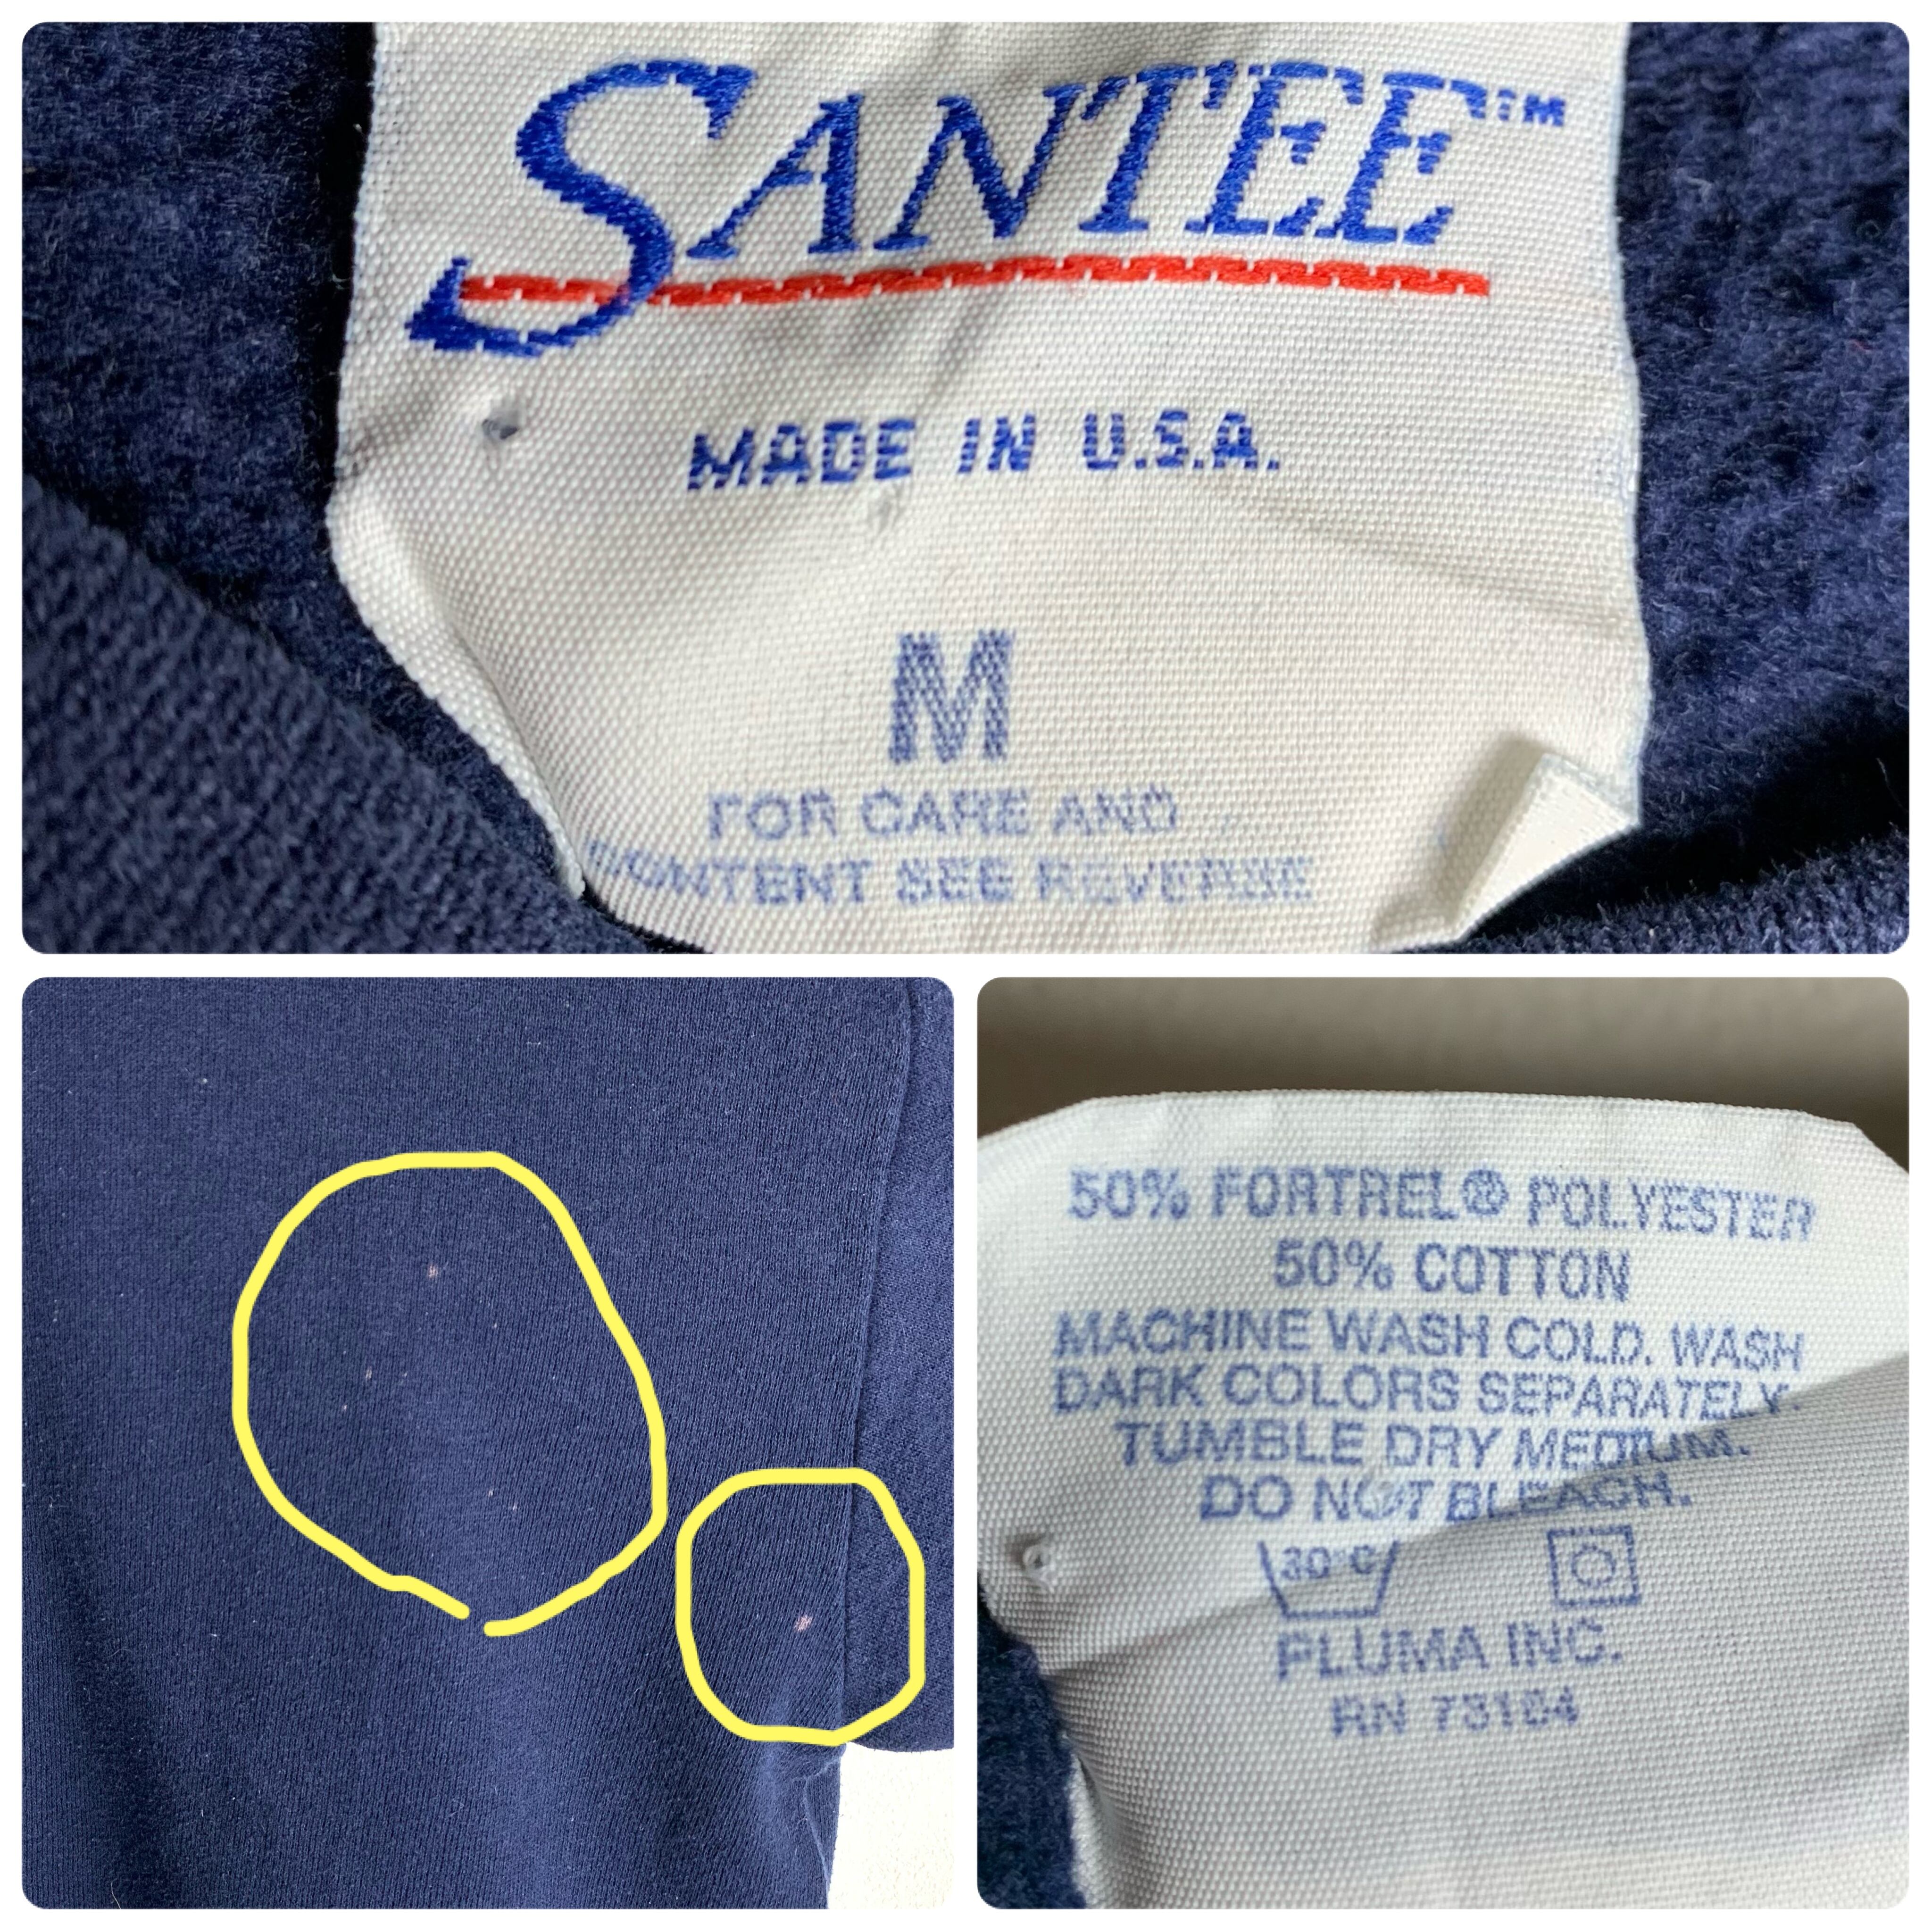 SANTEE™
MADE IN U.S.A.
M
FOR CARE AND
CONTENT SEE REVERSE
50% FORTREL® POLYESTER
50% COTTON
MACHINE WASH COLD. WASH
DARK COLORS SEPARATELY.
TUMBLE DRY MEDIUM.
DO NOT BLEACH.
30°C
PLUMA INC.
RN 73184